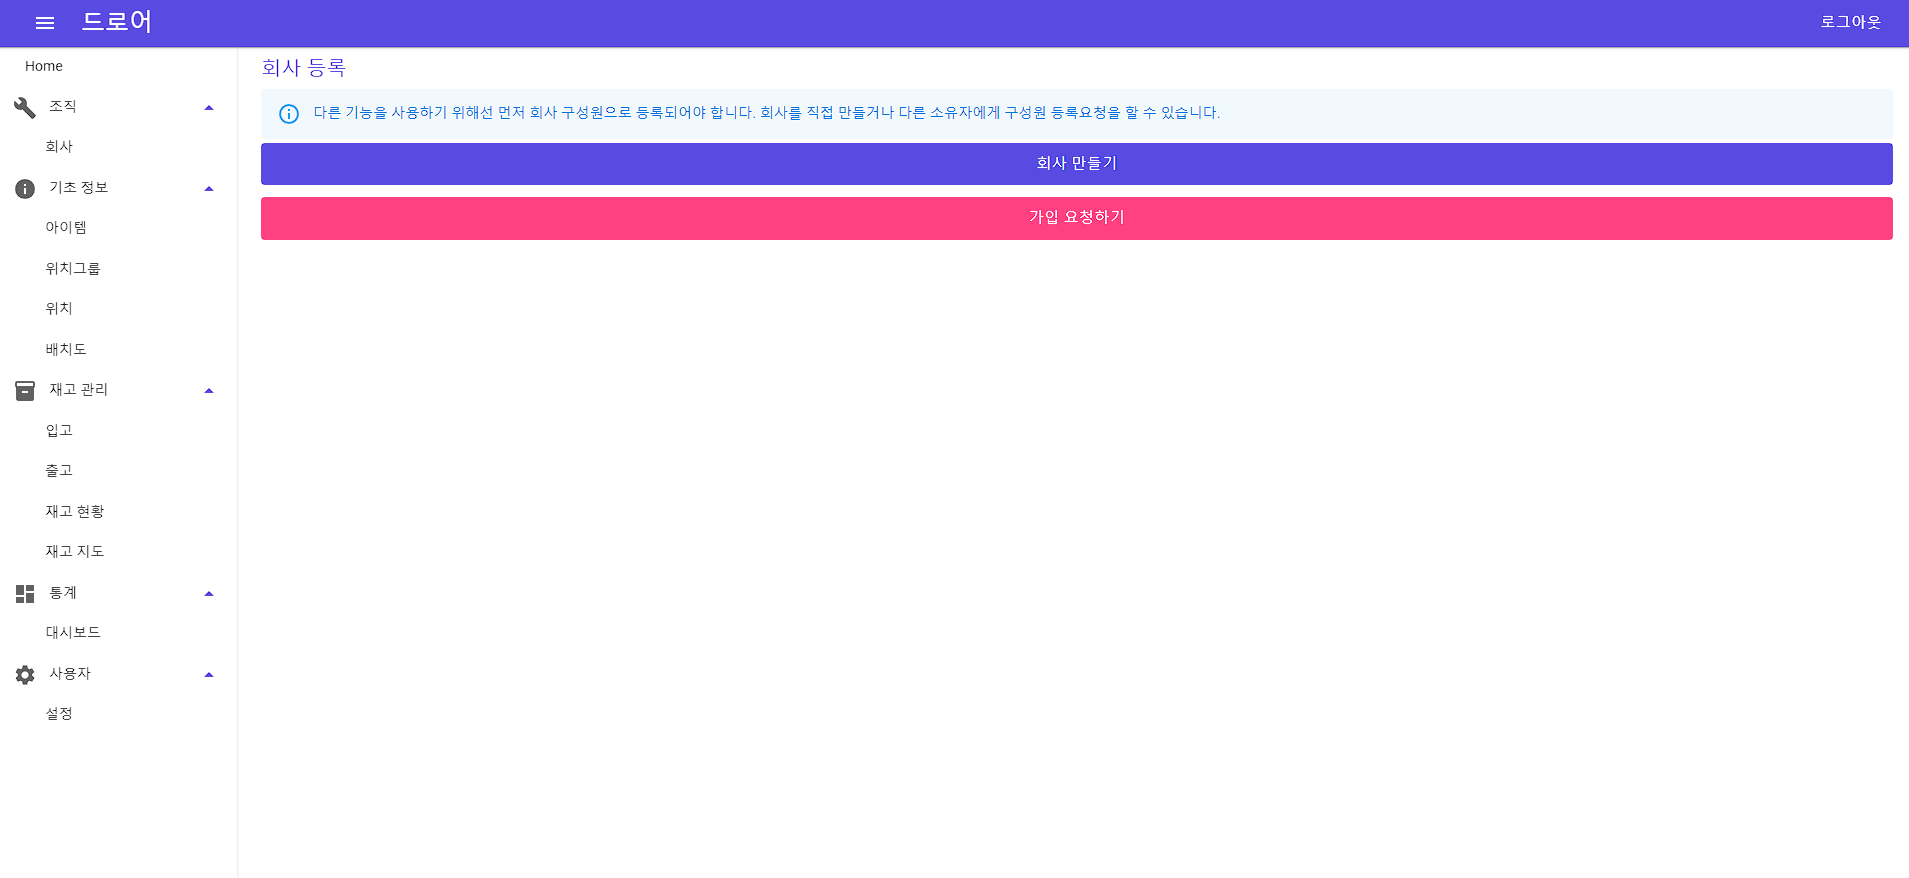 드로어
로그아웃
Home
조직
회사
기초 정보
아이템
위치그룹
위치
배치도
재고 관리
입고
출고
재고 현황
재고 지도
통계
대시보드
사용자
설정
회사 등록
다른 기능을 사용하기 위해선 먼저 회사 구성원으로 등록되어야 합니다. 회사를 직접 만들거나 다른 소유자에게 구성원 등록요청을 할 수 있습니다.
회사 만들기
가입 요청하기